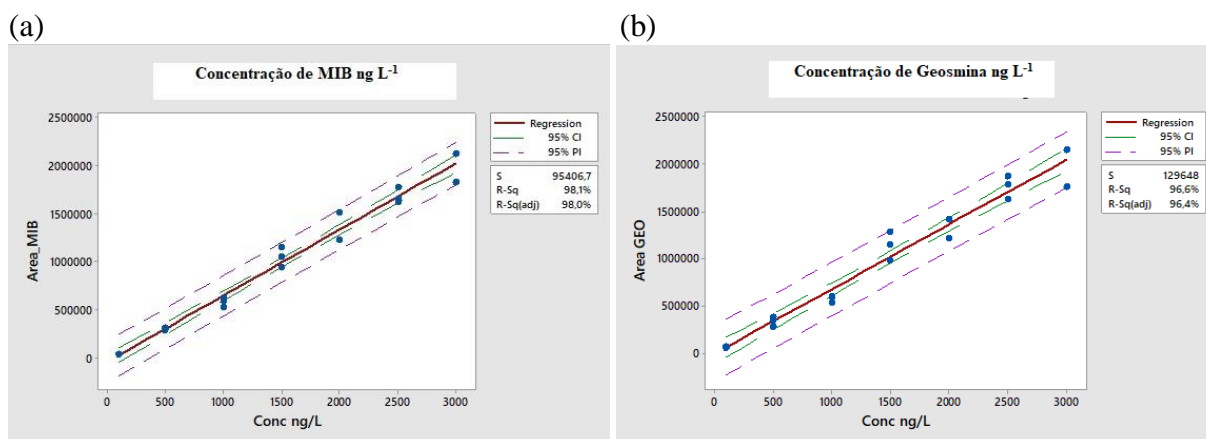 (a)
Concentração de MIB ng L-1
2500000
2000000
1500000
1000000
500000
0
Area_MIB
0 500 1000 1500 2000 2500 3000
Conc ng/L
Regression
95% CI
95% PI
S 95406,7
R-Sq 98,1%
R-Sq(adj) 98,0%
(b)
Concentração de Geosmina ng L-1
2500000
2000000
1500000
1000000
500000
0
Area GEO
0 500 1000 1500 2000 2500 3000
Conc ng/L
Regression
95% CI
95% PI
S 129648
R-Sq 96,6%
R-Sq(adj) 96,4%